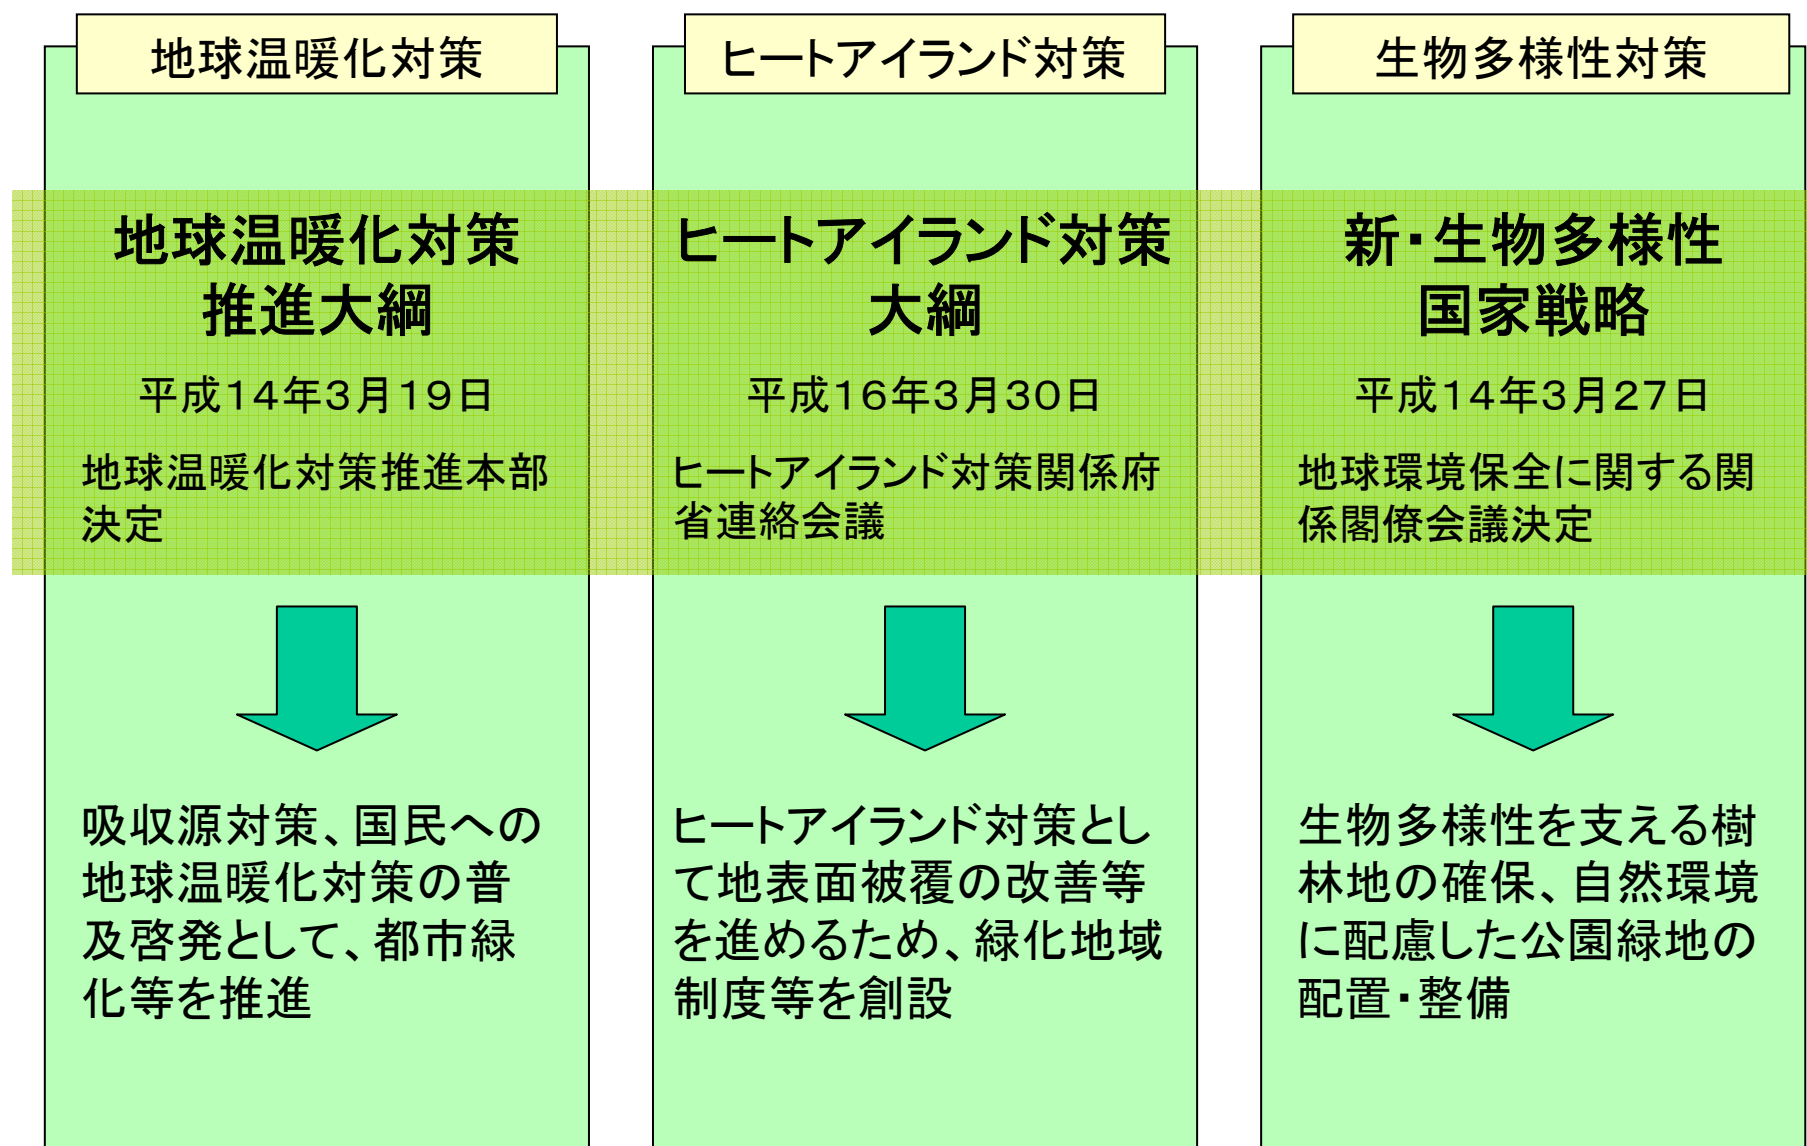 地球温暖化対策
地球温暖化対策
推進大綱
平成14年3月19日
地球温暖化対策推進本部
決定
吸収源対策、国民への
地球温暖化対策の普
及啓発として、都市緑
化等を推進
ヒートアイランド対策
ヒートアイランド対策
大綱
平成16年3月30日
ヒートアイランド対策関係府
省連絡会議
ヒートアイランド対策とし
て地表面被覆の改善等
を進めるため、緑化地域
制度等を創設
生物多様性対策
新・生物多様性
国家戦略
平成14年3月27日
地球環境保全に関する関
係閣僚会議決定
生物多様性を支える樹
林地の確保、自然環境
に配慮した公園緑地の
配置・整備